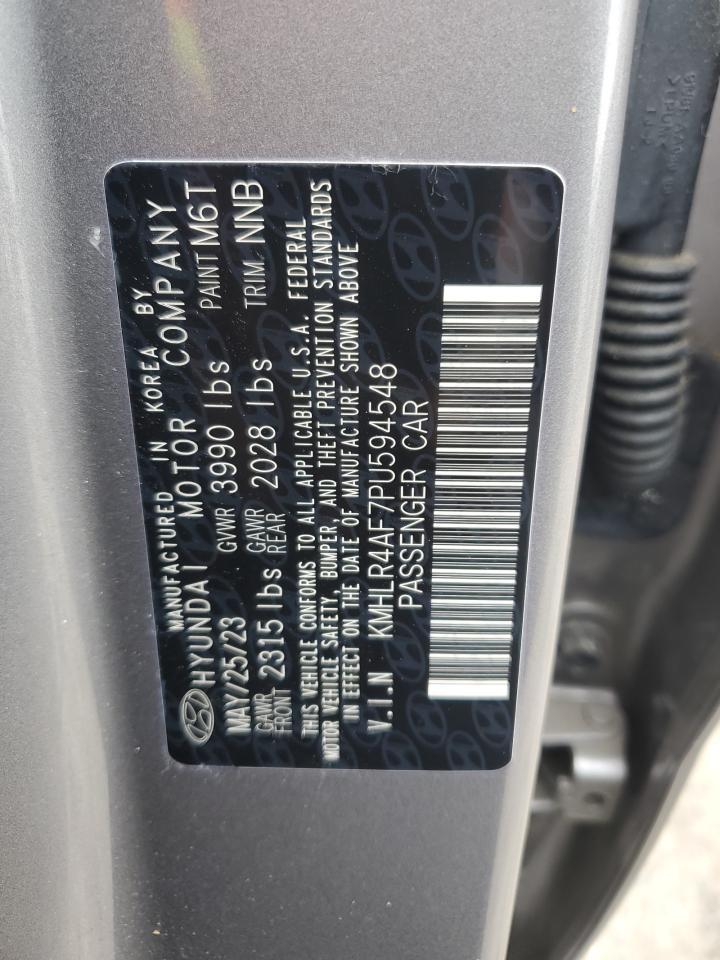 MANUFACTURED IN KOREA BY
HYUNDAI MOTOR COMPANY
MAY/25/23 GVWR 3990 lbs PAINT M6T
GAWR FRONT 2315 lbs GAWR REAR 2028 lbs TRIM NNB
THIS VEHICLE CONFORMS TO ALL APPLICABLE U.S.A. FEDERAL
MOTOR VEHICLE SAFETY, BUMPER, AND THEFT PREVENTION STANDARDS
IN EFFECT ON THE DATE OF MANUFACTURE SHOWN ABOVE
V.I.N KMHLR4AF7PU594548
PASSENGER CAR